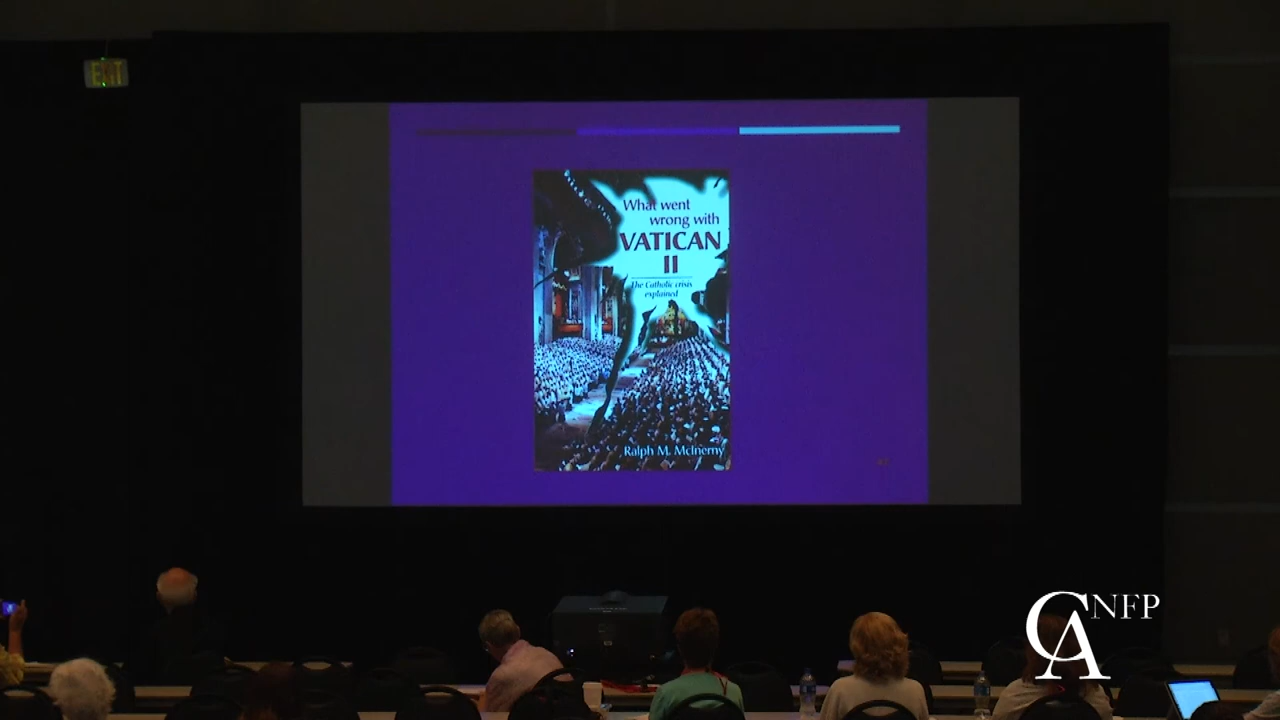 EXIT
What went
wrong with
VATICAN
II
The Catholic crisis
explained
Ralph M. McInerny
CA NFP